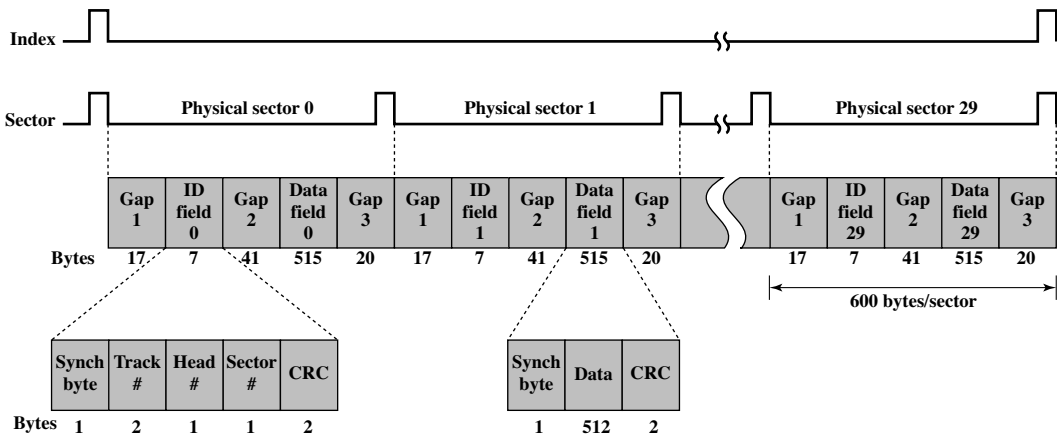 Index
Sector
Physical sector 0
Physical sector 1
Physical sector 29
Gap 1
ID field 0
Gap 2
Data field 0
Gap 3
Gap 1
ID field 1
Gap 2
Data field 1
Gap 3
Gap 1
ID field 29
Gap 2
Data field 29
Gap 3
Bytes 17 7 41 515 20 17 7 41 515 20 17 7 41 515 20
600 bytes/sector
Synch byte
Track #
Head #
Sector #
CRC
Synch byte
Data
CRC
Bytes 1 2 1 1 2 1 512 2